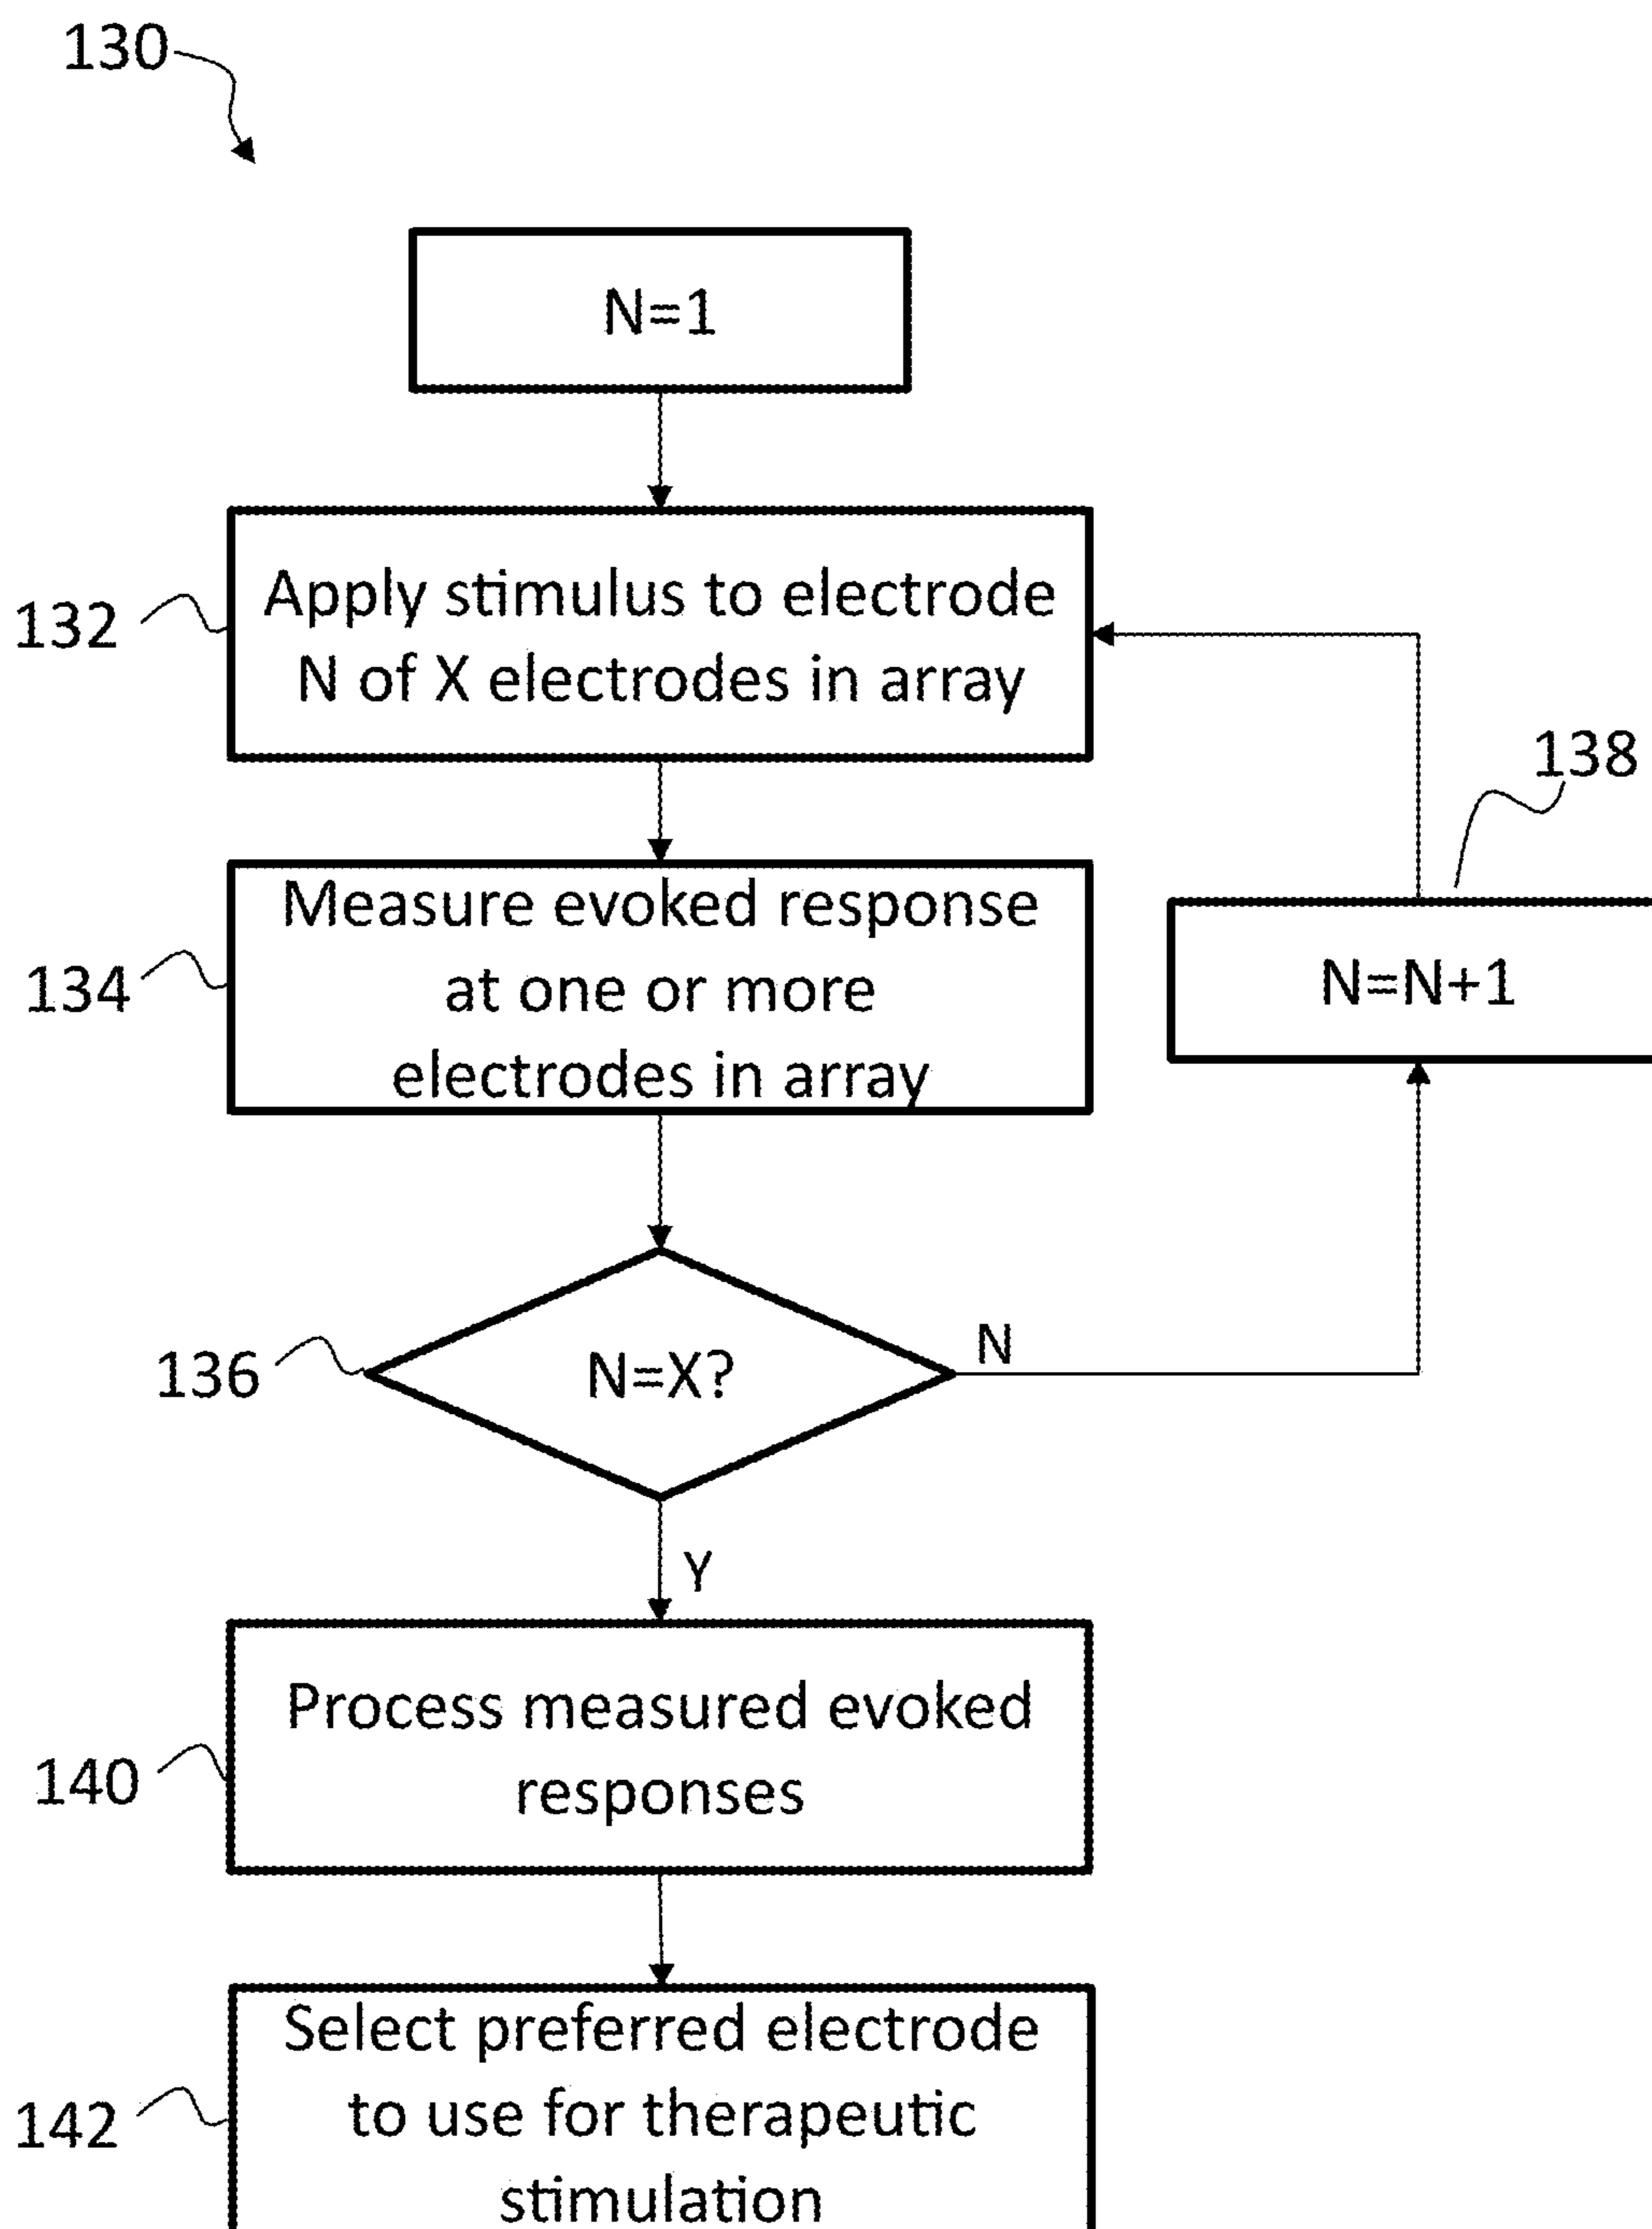 130
N=1
132
Apply stimulus to electrode
N of X electrodes in array
138
134
Measure evoked response
at one or more
electrodes in array
N=N+1
136
N=X?
N
Y
140
Process measured evoked
responses
142
Select preferred electrode
to use for therapeutic
stimulation